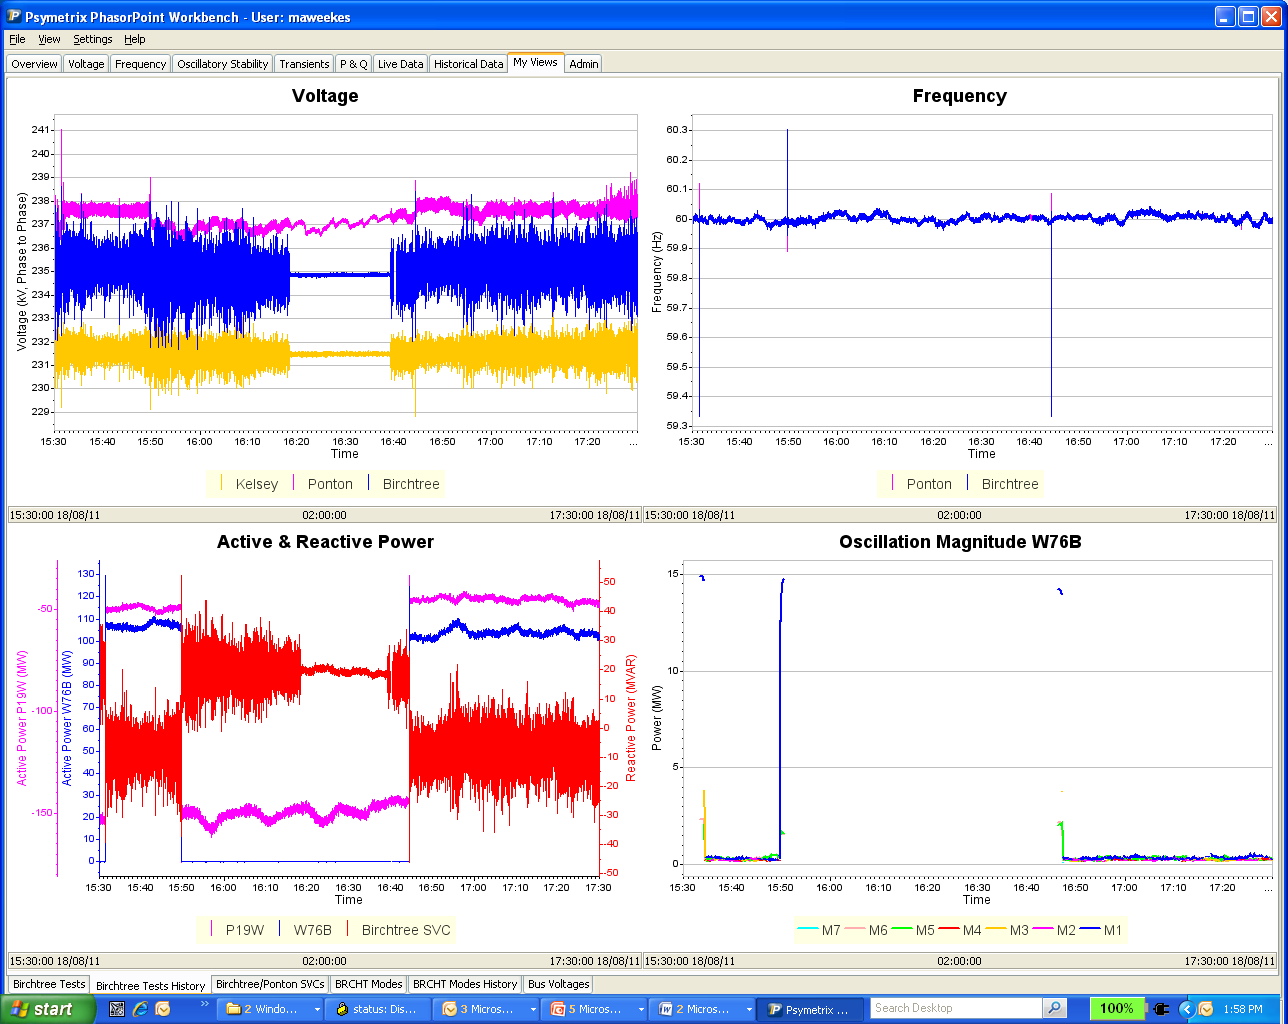 Psymetrix PhasorPoint Workbench - User: maweekes
File View Settings Help
Overview Voltage Frequency Oscillatory Stability Transients P & Q Live Data Historical Data My Views Admin
Voltage
Voltage (kV, Phase to Phase)
241
240
239
238
237
236
235
234
233
232
231
230
229
15:30 15:40 15:50 16:00 16:10 16:20 16:30 16:40 16:50 17:00 17:10 17:20 ...
Time
Kelsey Ponton Birchtree
15:30:00 18/08/11 02:00:00 17:30:00 18/08/11
Frequency
Frequency (Hz)
60.3
60.2
60.1
60
59.9
59.8
59.7
59.6
59.5
59.4
59.3
15:30 15:40 15:50 16:00 16:10 16:20 16:30 16:40 16:50 17:00 17:10 17:20 ...
Time
Ponton Birchtree
15:30:00 18/08/11 02:00:00 17:30:00 18/08/11
Active & Reactive Power
Active Power P19W (MW)
-50
-100
-150
Active Power W76B (MW)
130
120
110
100
90
80
70
60
50
40
30
20
10
0
Reactive Power (MVAR)
50
40
30
20
10
0
-10
-20
-30
-40
-50
15:30 15:40 15:50 16:00 16:10 16:20 16:30 16:40 16:50 17:00 17:10 17:20 17:30
Time
P19W W76B Birchtree SVC
15:30:00 18/08/11 02:00:00 17:30:00 18/08/11
Oscillation Magnitude W76B
Power (MW)
15
10
5
0
15:30 15:40 15:50 16:00 16:10 16:20 16:30 16:40 16:50 17:00 17:10 17:20 ...
Time
M7 M6 M5 M4 M3 M2 M1
15:30:00 18/08/11 02:00:00 17:30:00 18/08/11
Birchtree Tests Birchtree Tests History Birchtree/Ponton SVCs BRCHT Modes BRCHT Modes History Bus Voltages
start 2 Windo... status: Dis... 3 Micros... 5 Micros... 2 Micros... Psymetrix ... Search Desktop 100% 1:58 PM